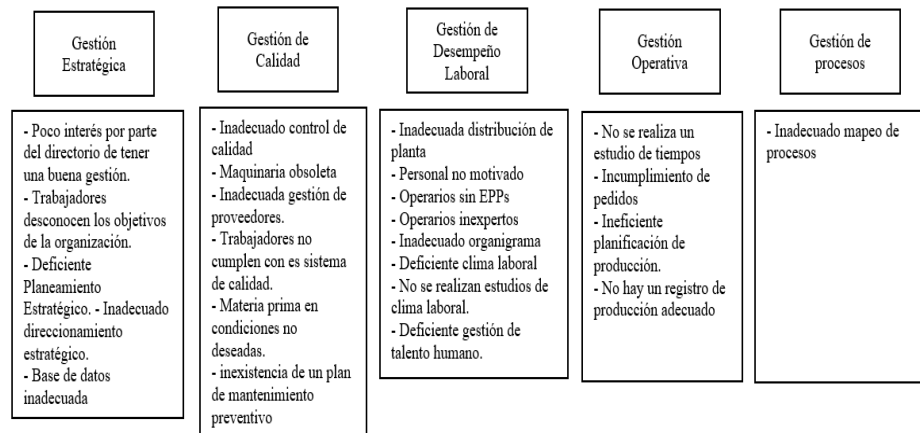 Gestión
Estratégica
- Poco interés por parte
del directorio de tener
una buena gestión.
- Trabajadores
desconocen los objetivos
de la organización.
- Deficiente
Planeamiento
Estratégico. - Inadecuado
direccionamiento
estratégico.
- Base de datos
inadecuada
Gestión de
Calidad
- Inadecuado control de
calidad
- Maquinaria obsoleta
- Inadecuada gestión de
proveedores.
- Trabajadores no
cumplen con es sistema
de calidad.
- Materia prima en
condiciones no
deseadas.
- inexistencia de un plan
de mantenimiento
preventivo
Gestión de
Desempeño
Laboral
- Inadecuada distribución de
planta
- Personal no motivado
- Operarios sin EPPs
- Operarios inexpertos
- Inadecuado organigrama
- Deficiente clima laboral
- No se realizan estudios de
clima laboral.
- Deficiente gestión de
talento humano.
Gestión
Operativa
- No se realiza un
estudio de tiempos
- Incumplimiento de
pedidos
- Ineficiente
planificación de
producción.
- No hay un registro de
producción adecuado
Gestión de
procesos
- Inadecuado mapeo de
procesos